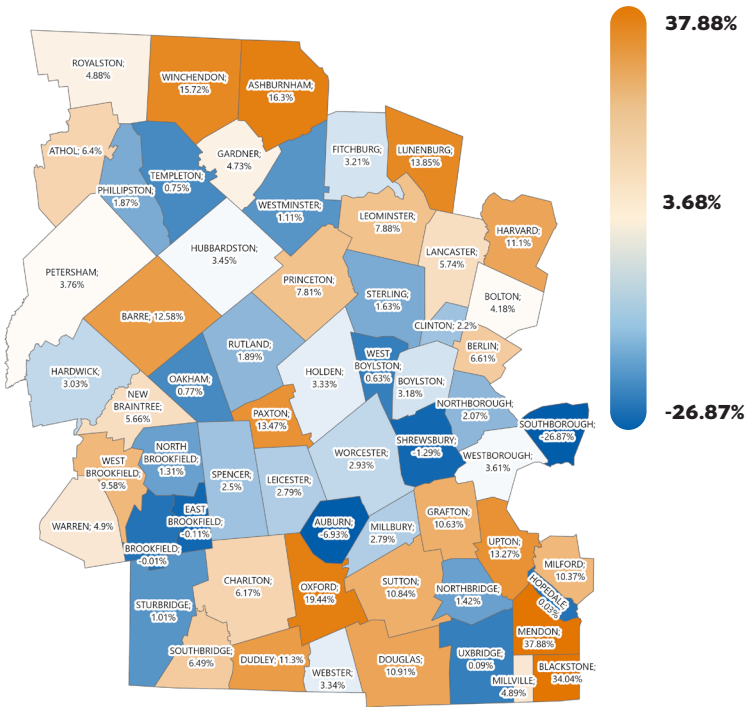 37.88%
ROYALSTON;
4.88%
WINCHENDON;
15.72%
ASHBURNHAM;
16.3%
ATHOL; 6.4%
GARDNER;
4.73%
FITCHBURG;
3.21%
LUNENBURG;
13.85%
TEMPLETON;
0.75%
PHILLIPSTON;
1.87%
WESTMINSTER;
1.11%
3.68%
LEOMINSTER;
7.88%
HARVARD;
11.1%
HUBBARDSTON;
3.45%
LANCASTER;
5.74%
PETERSHAM;
3.76%
PRINCETON;
7.81%
STERLING;
1.63%
BOLTON;
4.18%
BARRE; 12.58%
CLINTON; 2.2%
RUTLAND;
1.89%
BERLIN;
6.61%
HARDWICK;
3.03%
OAKHAM;
0.77%
HOLDEN;
3.33%
WEST
BOYLSTON;
0.63%
BOYLSTON;
3.18%
NEW
BRAINTREE;
5.66%
PAXTON;
13.47%
NORTHBOROUGH;
2.07%
-26.87%
SOUTHBOROUGH;
-26.87%
NORTH
BROOKFIELD;
1.31%
WORCESTER;
2.93%
SHREWSBURY;
-1.29%
WESTBOROUGH;
3.61%
WEST
BROOKFIELD;
9.58%
SPENCER;
2.5%
LEICESTER;
2.79%
WARREN; 4.9%
EAST
BROOKFIELD;
-0.11%
AUBURN;
-6.93%
MILLBURY;
2.79%
GRAFTON;
10.63%
BROOKFIELD;
-0.01%
UPTON;
13.27%
MILFORD;
10.37%
CHARLTON;
6.17%
OXFORD;
19.44%
SUTTON;
10.84%
NORTHBRIDGE;
1.42%
HOPEDALE;
0.03%
STURBRIDGE;
1.01%
MENDON;
37.88%
SOUTHBRIDGE;
6.49%
DUDLEY; 11.3%
WEBSTER;
3.34%
DOUGLAS;
10.91%
UXBRIDGE;
0.09%
MILLVILLE;
4.89%
BLACKSTONE;
34.04%